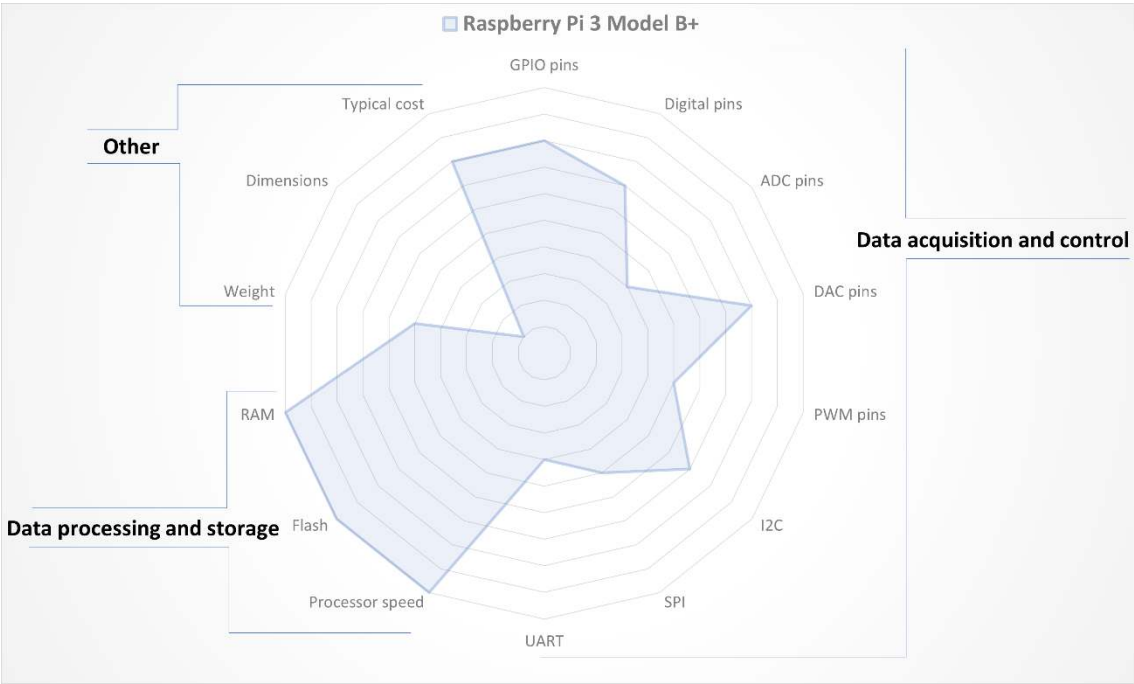 Raspberry Pi 3 Model B+
GPIO pins
Digital pins
ADC pins
DAC pins
PWM pins
I2C
SPI
UART
Processor speed
Flash
RAM
Weight
Dimensions
Typical cost
Other
Data acquisition and control
Data processing and storage